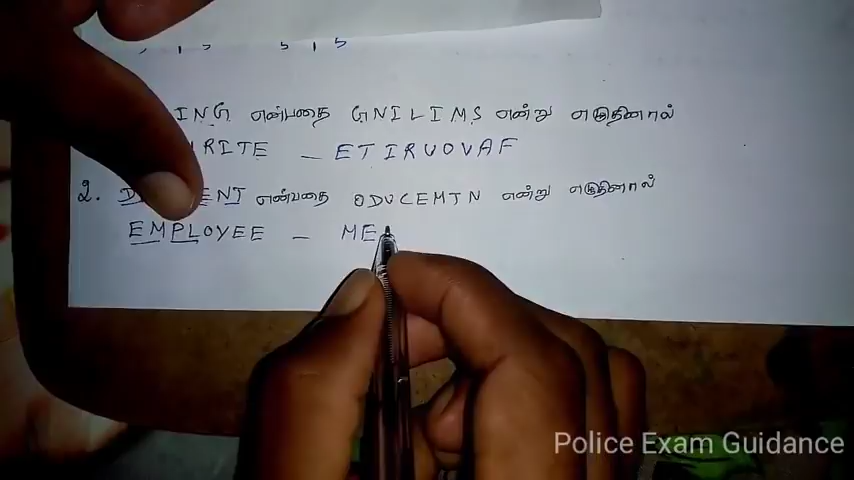 ING என்பதை GNILIMS என்று எழுதினால்
RITE – ETIRUOVAF
2. என்பதை ODUCEMTN என்று எழுதினால்
EMPLOYEE – ME
Police Exam Guidance